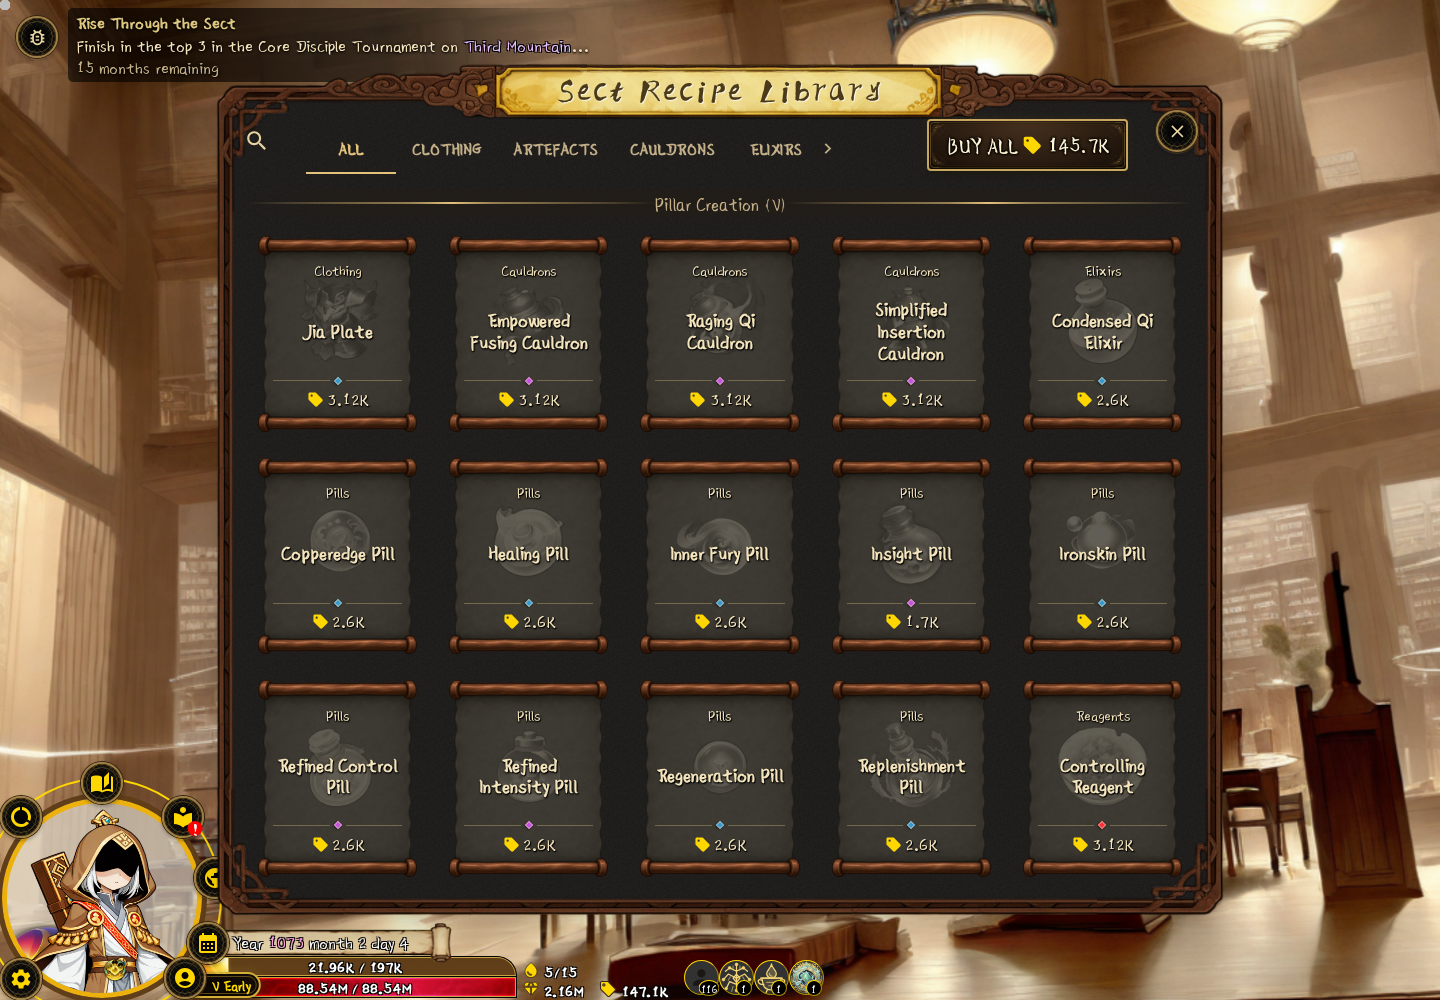 Rise Through the Sect
Finish in the top 3 in the Core Disciple Tournament on Third Mountain...
15 months remaining
Sect Recipe Library
ALL
CLOTHING
ARTEFACTS
CAULDRONS
ELIXIRS
BUY ALL 145.7K
Pillar Creation (V)
Clothing
Jia Plate
3.12K
Cauldrons
Empowered
Fusing Cauldron
3.12K
Cauldrons
Raging Qi
Cauldron
3.12K
Cauldrons
Simplified
Insertion
Cauldron
3.12K
Elixirs
Condensed Qi
Elixir
2.6K
Pills
Copperedge Pill
2.6K
Pills
Healing Pill
2.6K
Pills
Inner Fury Pill
2.6K
Pills
Insight Pill
1.7K
Pills
Ironskin Pill
2.6K
Pills
Refined Control
Pill
2.6K
Pills
Refined
Intensity Pill
2.6K
Pills
Regeneration Pill
2.6K
Pills
Replenishment
Pill
2.6K
Reagents
Controlling
Reagent
3.12K
Year 1073 month 2 day 4
21.96K / 197K
V Early
88.54M / 88.54M
5/15
2.16M
147.1K
116
1
1
1